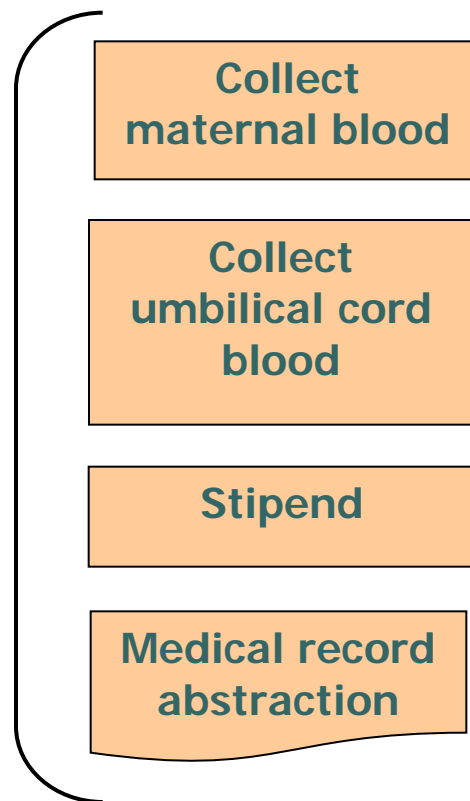 Collect
maternal blood
Collect
umbilical cord
blood
Stipend
Medical record
abstraction